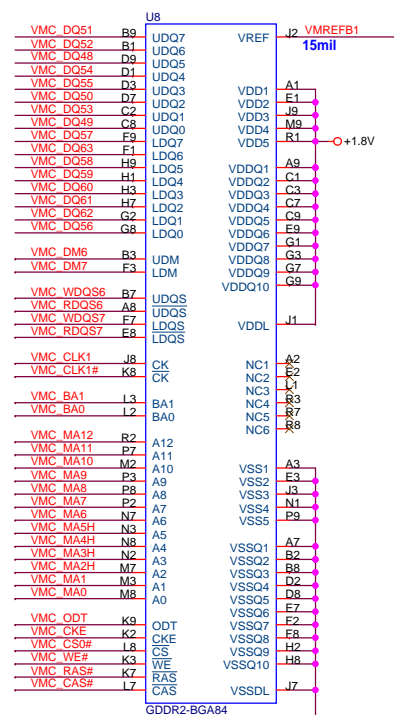 U8
VMC_DQ51 B9 UDQ7
VMC_DQ52 B1 UDQ6
VMC_DQ48 D9 UDQ5
VMC_DQ54 D1 UDQ4
VMC_DQ55 D3 UDQ3
VMC_DQ50 D7 UDQ2
VMC_DQ53 C2 UDQ1
VMC_DQ49 C8 UDQ0
VMC_DQ57 F9 LDQ7
VMC_DQ63 F1 LDQ6
VMC_DQ58 H9 LDQ5
VMC_DQ59 H1 LDQ4
VMC_DQ60 H3 LDQ3
VMC_DQ61 H7 LDQ2
VMC_DQ62 G2 LDQ1
VMC_DQ56 G8 LDQ0
VMC_DM6 B3 UDM
VMC_DM7 F3 LDM
VMC_WDQS6 B7 UDQS
VMC_RDQS6 A8 UDQS
VMC_WDQS7 F7 LDQS
VMC_RDQS7 E8 LDQS
VMC_CLK1 J8 CK
VMC_CLK1# K8 CK
VMC_BA1 L3 BA1
VMC_BA0 L2 BA0
VMC_MA12 R2 A12
VMC_MA11 P7 A11
VMC_MA10 M2 A10
VMC_MA9 P3 A9
VMC_MA8 P8 A8
VMC_MA7 P2 A7
VMC_MA6 N7 A6
VMC_MA5H N3 A5
VMC_MA4H N8 A4
VMC_MA3H N2 A3
VMC_MA2H M7 A2
VMC_MA1 M3 A1
VMC_MA0 M8 A0
VMC_ODT K9 ODT
VMC_CKE K2 CKE
VMC_CS0# L8 CS
VMC_WE# K3 WE
VMC_RAS# K7 RAS
VMC_CAS# L7 CAS
VREF J2 VMREFB1
15mil
VDD1 A1
VDD2 E1
VDD3 J9
VDD4 M9
VDD5 R1 +1.8V
VDDQ1 A9
VDDQ2 C1
VDDQ3 C3
VDDQ4 C7
VDDQ5 C9
VDDQ6 E9
VDDQ7 G1
VDDQ8 G3
VDDQ9 G7
VDDQ10 G9
VDDL J1
NC1 A2
NC2 E2
NC3 L1
NC4 R3
NC5 R7
NC6 R8
VSS1 A3
VSS2 E3
VSS3 J3
VSS4 N1
VSS5 P9
VSSQ1 A7
VSSQ2 B2
VSSQ3 B8
VSSQ4 D2
VSSQ5 D8
VSSQ6 E7
VSSQ7 F2
VSSQ8 F8
VSSQ9 H2
VSSQ10 H8
VSSDL J7
GDDR2-BGA84